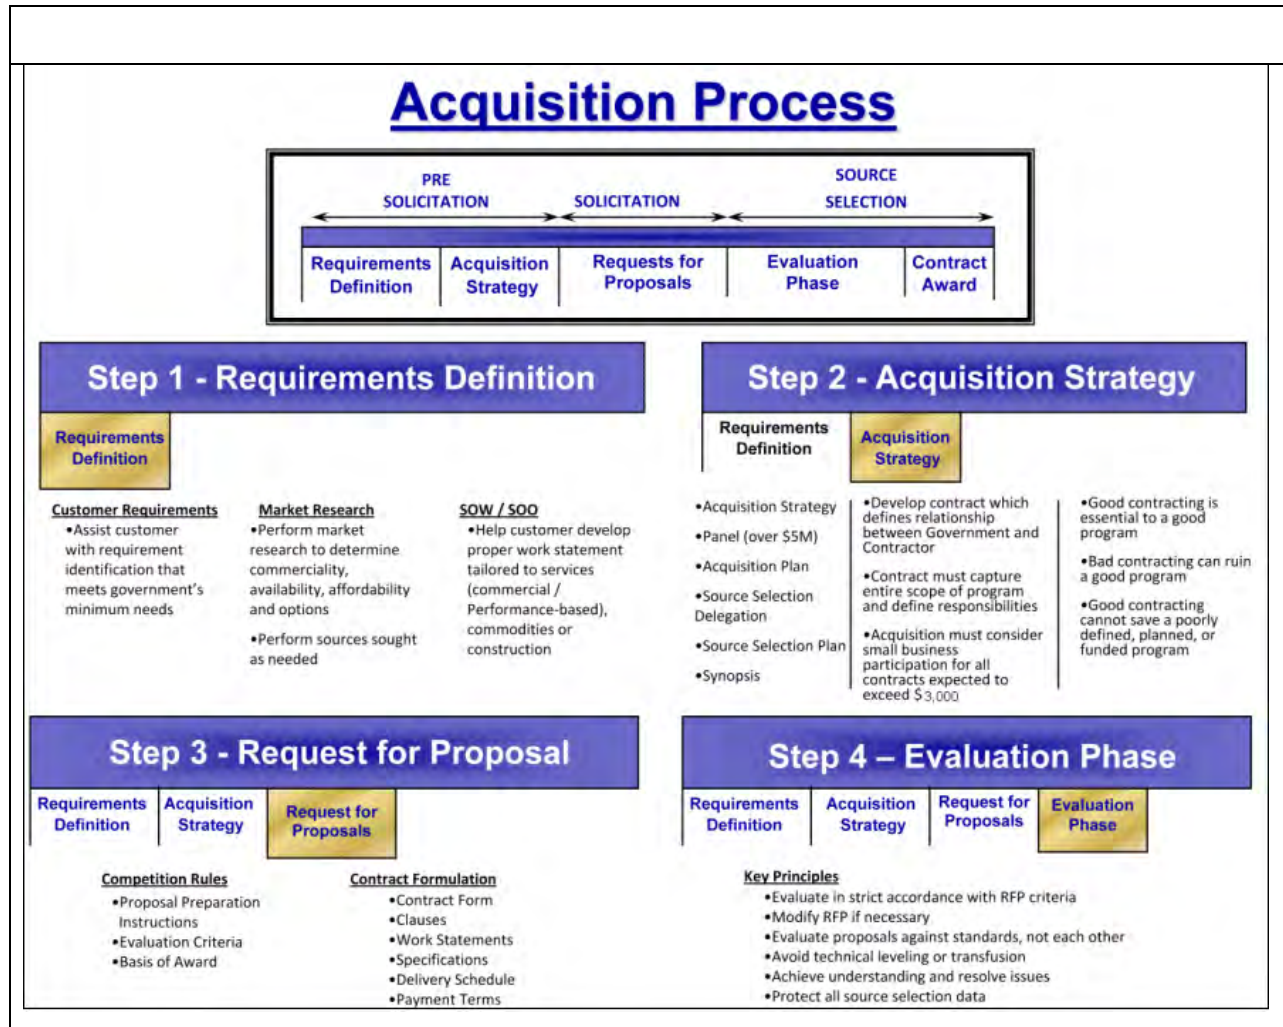 Acquisition Process
PRE
SOLICITATION
SOLICITATION
SOURCE
SELECTION
Requirements
Definition
Acquisition
Strategy
Requests for
Proposals
Evaluation
Phase
Contract
Award
Step 1 - Requirements Definition
Requirements
Definition
Customer Requirements
•Assist customer
with requirement
identification that
meets government's
minimum needs
Market Research
•Perform market
research to determine
commerciality,
availability, affordability
and options
•Perform sources sought
as needed
SOW / SOO
•Help customer develop
proper work statement
tailored to services
(commercial /
Performance-based),
commodities or
construction
Step 2 - Acquisition Strategy
Requirements
Definition
Acquisition
Strategy
•Acquisition Strategy
•Panel (over $5M)
•Acquisition Plan
•Source Selection
Delegation
•Source Selection Plan
•Synopsis
•Develop contract which
defines relationship
between Government and
Contractor
•Contract must capture
entire scope of program
and define responsibilities
•Acquisition must consider
small business
participation for all
contracts expected to
exceed $3,000
•Good contracting is
essential to a good
program
•Bad contracting can ruin
a good program
•Good contracting
cannot save a poorly
defined, planned, or
funded program
Step 3 - Request for Proposal
Requirements
Definition
Acquisition
Strategy
Request for
Proposals
Competition Rules
•Proposal Preparation
Instructions
•Evaluation Criteria
•Basis of Award
Contract Formulation
•Contract Form
•Clauses
•Work Statements
•Specifications
•Delivery Schedule
•Payment Terms
Step 4 – Evaluation Phase
Requirements
Definition
Acquisition
Strategy
Request for
Proposals
Evaluation
Phase
Key Principles
•Evaluate in strict accordance with RFP criteria
•Modify RFP if necessary
•Evaluate proposals against standards, not each other
•Avoid technical leveling or transfusion
•Achieve understanding and resolve issues
•Protect all source selection data